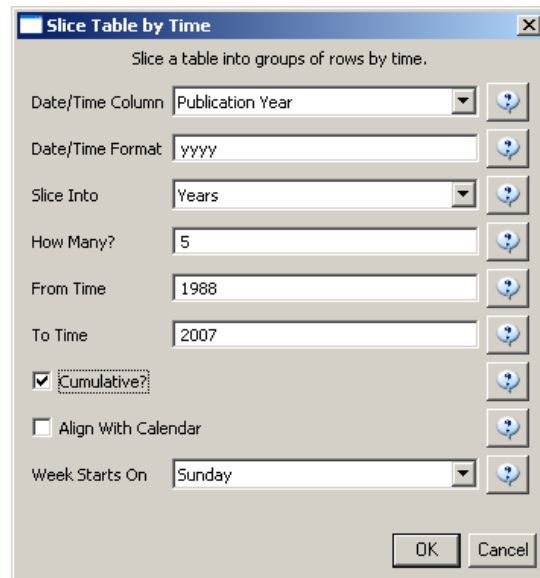 Slice Table by Time
Slice a table into groups of rows by time.
Date/Time Column Publication Year
Date/Time Format yyyy
Slice Into Years
How Many? 5
From Time 1988
To Time 2007
Cumulative?
Align With Calendar
Week Starts On Sunday
OK Cancel